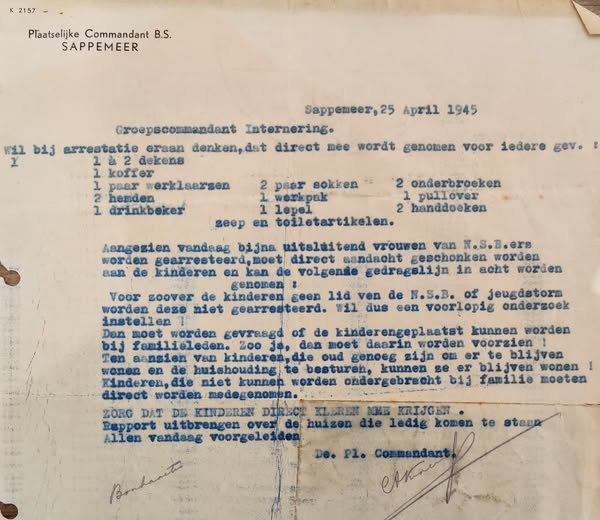 K 2157
Plaatselijke Commandant B.S.
SAPPEMEER
Sappemeer,25 April 1945
Groepscommandant Internering.
Wil bij arrestatie eraan denken,dat direct mee wordt genomen voor iedere gev. :
1 1 à 2 dekens
1 koffer
1 paar werklaarzen 2 paar sokken 2 onderbroeken
2 hemden 1 werkpak 1 pullover
1 drinkbeker 1 lepel 2 handdoeken
zeep en toiletartikelen.
Aangezien vandaag bijna uitsluitend vrouwen van N.S.B.ers
worden gearresteerd,moet direct aandacht geschonken worden
aan de kinderen en kan de volgende gedragslijn in acht worden
genomen :
Voor zoover de kinderen geen lid van de N.S.B. of jeugdstorm
worden deze niet gearresteerd. Wil dus een voorlopig onderzoek
instellen !
Dan moet worden gevraagd of de kinderengeplaatst kunnen worden
bij familieleden. Zoo ja, dan moet daarin worden voorzien !
Ten aanzien van kinderen,die oud genoeg zijn om er te blijven
wonen en de huishouding te besturen, kunnen ze er blijven wonen !
Kinderen,die niet kunnen worden ondergebracht bij familie moeten
direct worden medegenomen.
ZORG DAT DE KINDEREN DIRECT KLEREN MEE KRIJGEN .
Rapport uitbrengen over de huizen die ledig komen te staan
Allen vandaag voorgeleiden
De. Pl. Commandant.